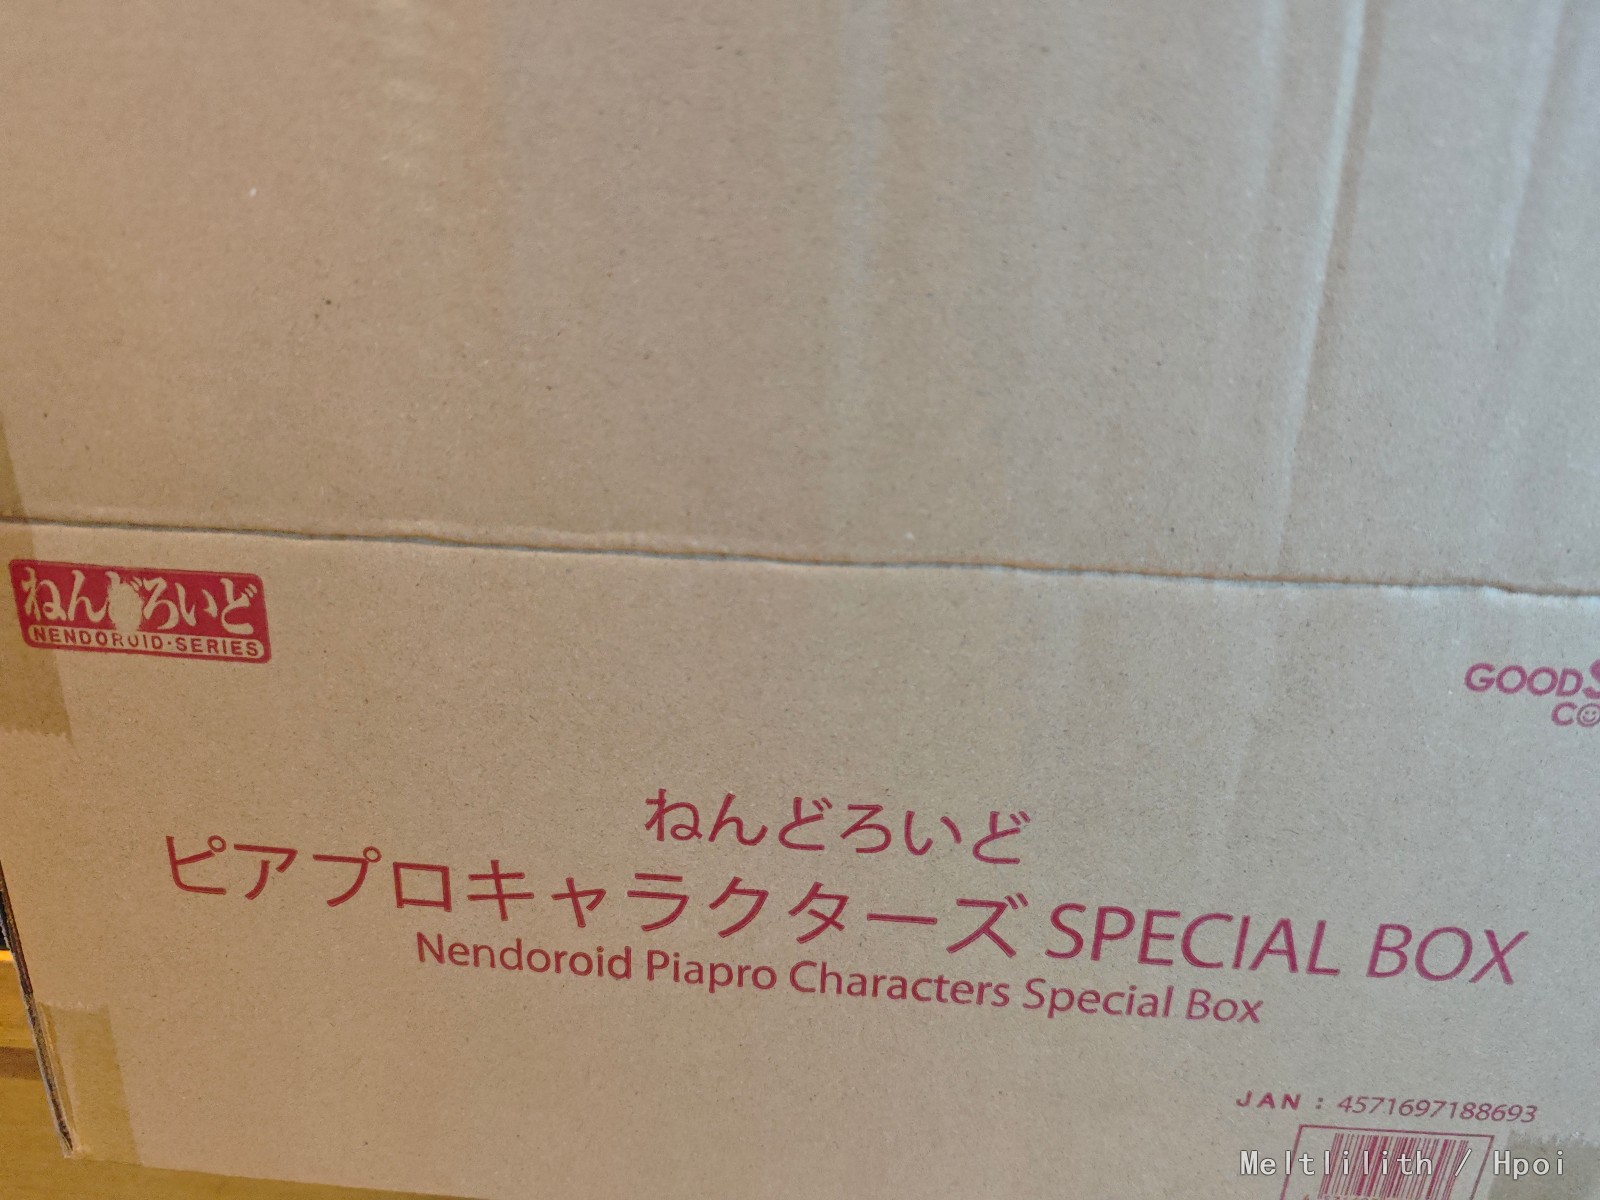 ねんどろいど
NENDOROID·SERIES
GOOD
ねんどろいど
ピアプロキャラクターズ SPECIAL BOX
Nendoroid Piapro Characters Special Box
JAN : 4571697188693
Meltlilith / Hpoi